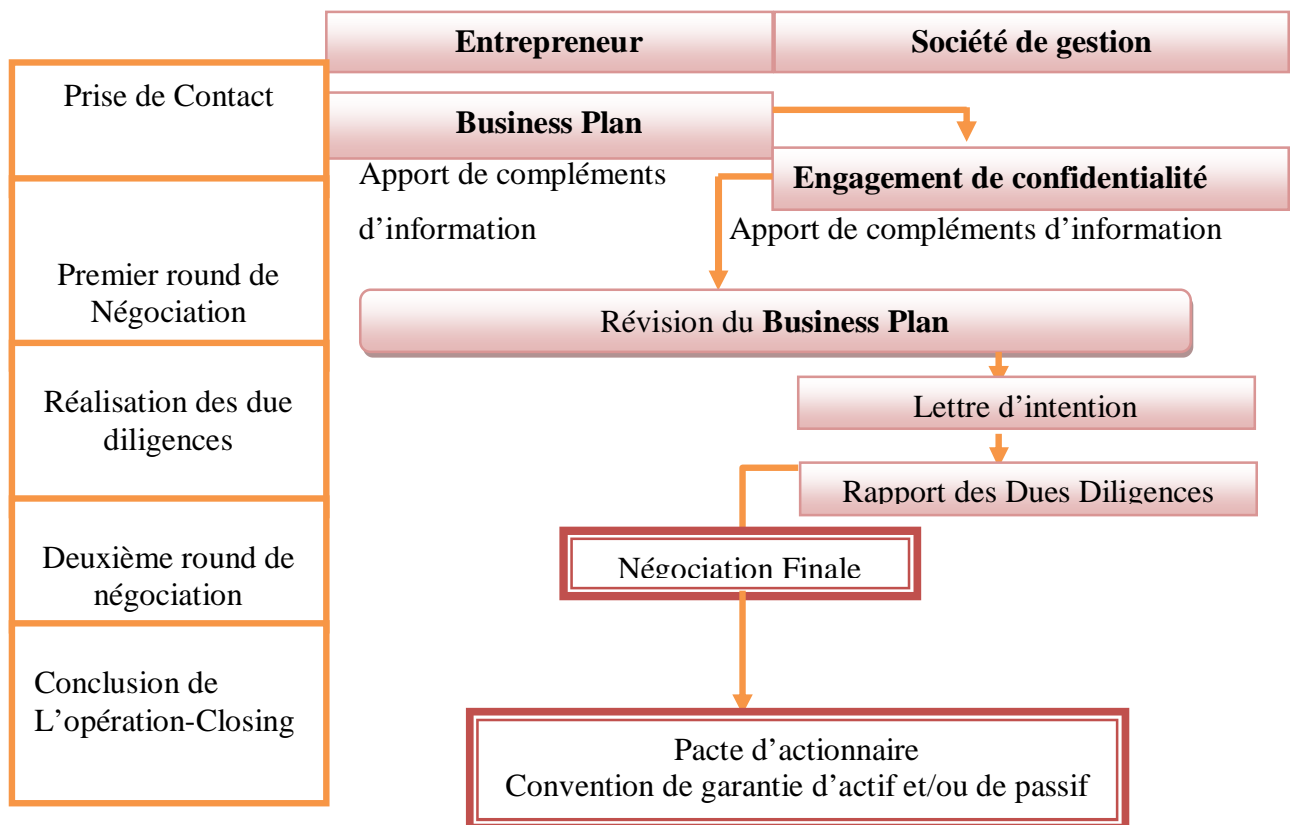 Entrepreneur
Société de gestion
Prise de Contact
Business Plan
Apport de compléments
d’information
Engagement de confidentialité
Apport de compléments d’information
Premier round de
Négociation
Révision du Business Plan
Réalisation des due
diligences
Lettre d’intention
Rapport des Dues Diligences
Deuxième round de
négociation
Négociation Finale
Conclusion de
L’opération-Closing
Pacte d’actionnaire
Convention de garantie d’actif et/ou de passif